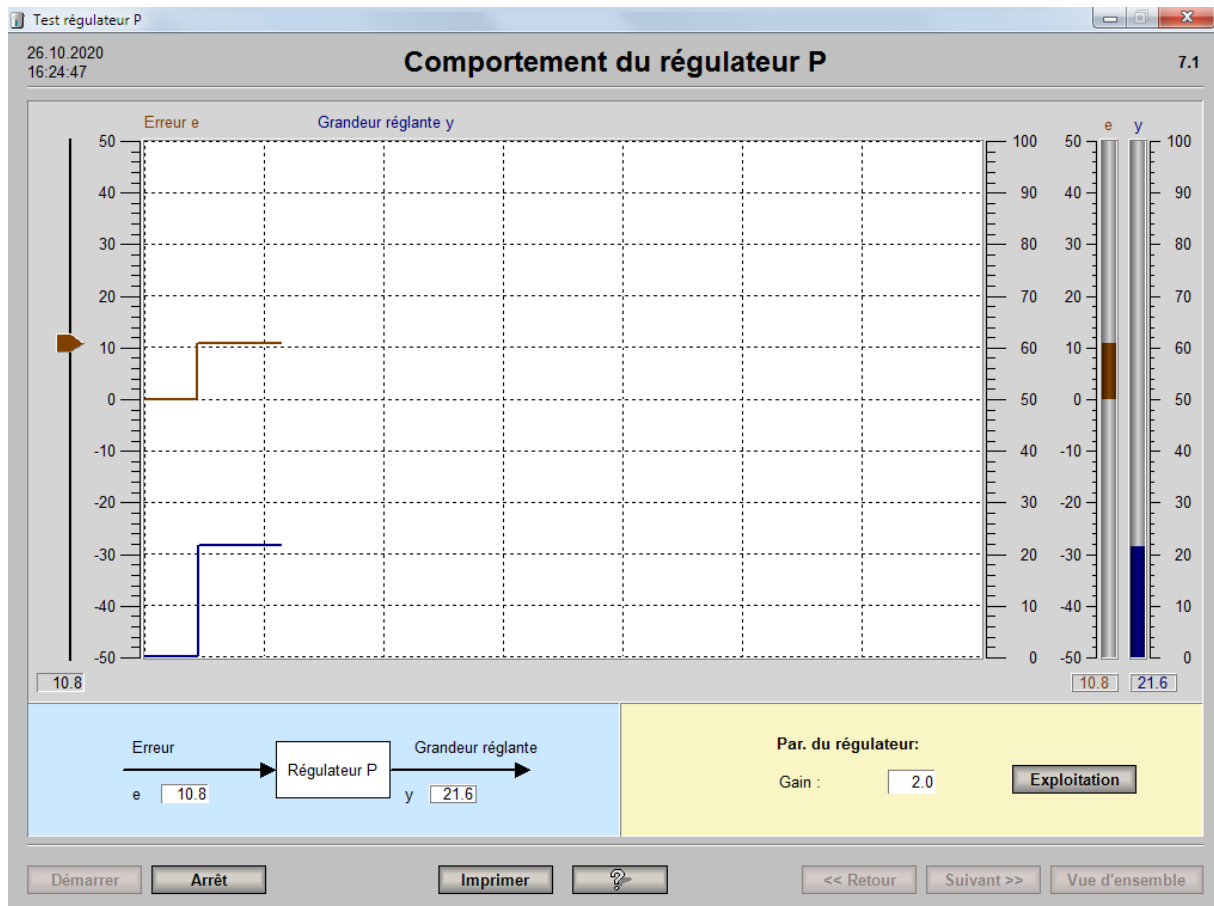 Test régulateur P
26.10.2020
16:24:47
Comportement du régulateur P
7.1
Erreur e
Grandeur réglante y
e y
50 100 50 100
40 90 40 90
30 80 30 80
20 70 20 70
10 60 10 60
0 50 0 50
-10 40 -10 40
-20 30 -20 30
-30 20 -30 20
-40 10 -40 10
-50 0 -50 0
10.8 10.8 21.6
Erreur
Grandeur réglante
Régulateur P
e 10.8
y 21.6
Par. du régulateur:
Gain : 2.0
Exploitation
Démarrer Arrêt Imprimer ? << Retour Suivant >> Vue d'ensemble